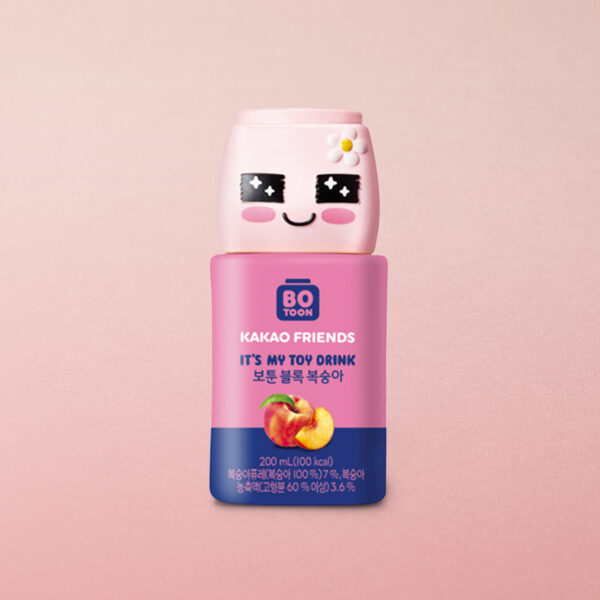 BO
TOON
KAKAO FRIENDS
IT'S MY TOY DRINK
보튼 블록 복숭아
200 mL(100 kcal)
복숭아퓨레(복숭아 100 %) 7 %, 복숭아
농축액(고형분 60 % 이상) 3.6 %